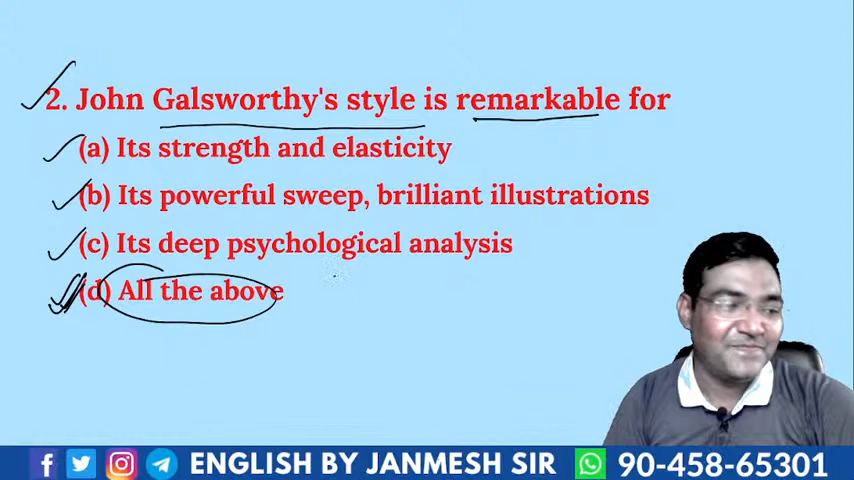 2. John Galsworthy's style is remarkable for
(a) Its strength and elasticity
(b) Its powerful sweep, brilliant illustrations
(c) Its deep psychological analysis
(d) All the above
ENGLISH BY JANMESH SIR 90-458-65301